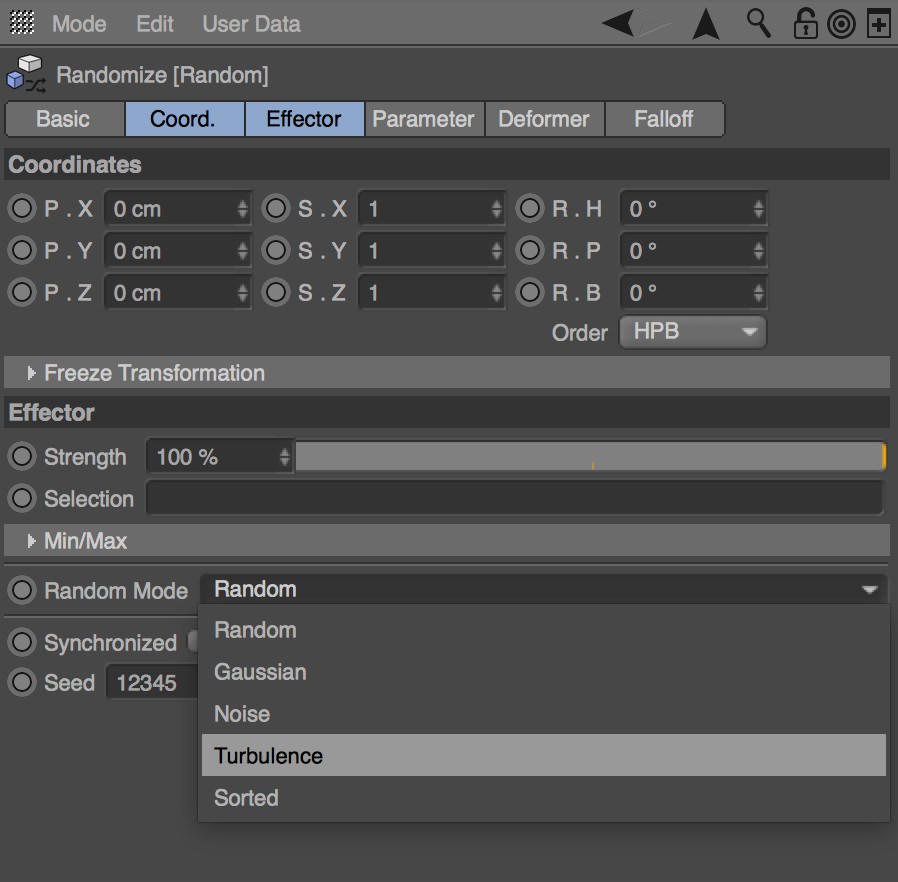 Mode Edit User Data
Randomize [Random]
Basic Coord. Effector Parameter Deformer Falloff
Coordinates
P . X 0 cm S . X 1 R . H 0 °
P . Y 0 cm S . Y 1 R . P 0 °
P . Z 0 cm S . Z 1 R . B 0 °
Order HPB
Freeze Transformation
Effector
Strength 100 %
Selection
Min/Max
Random Mode Random
Random
Synchronized
Gaussian
Seed 12345
Noise
Turbulence
Sorted